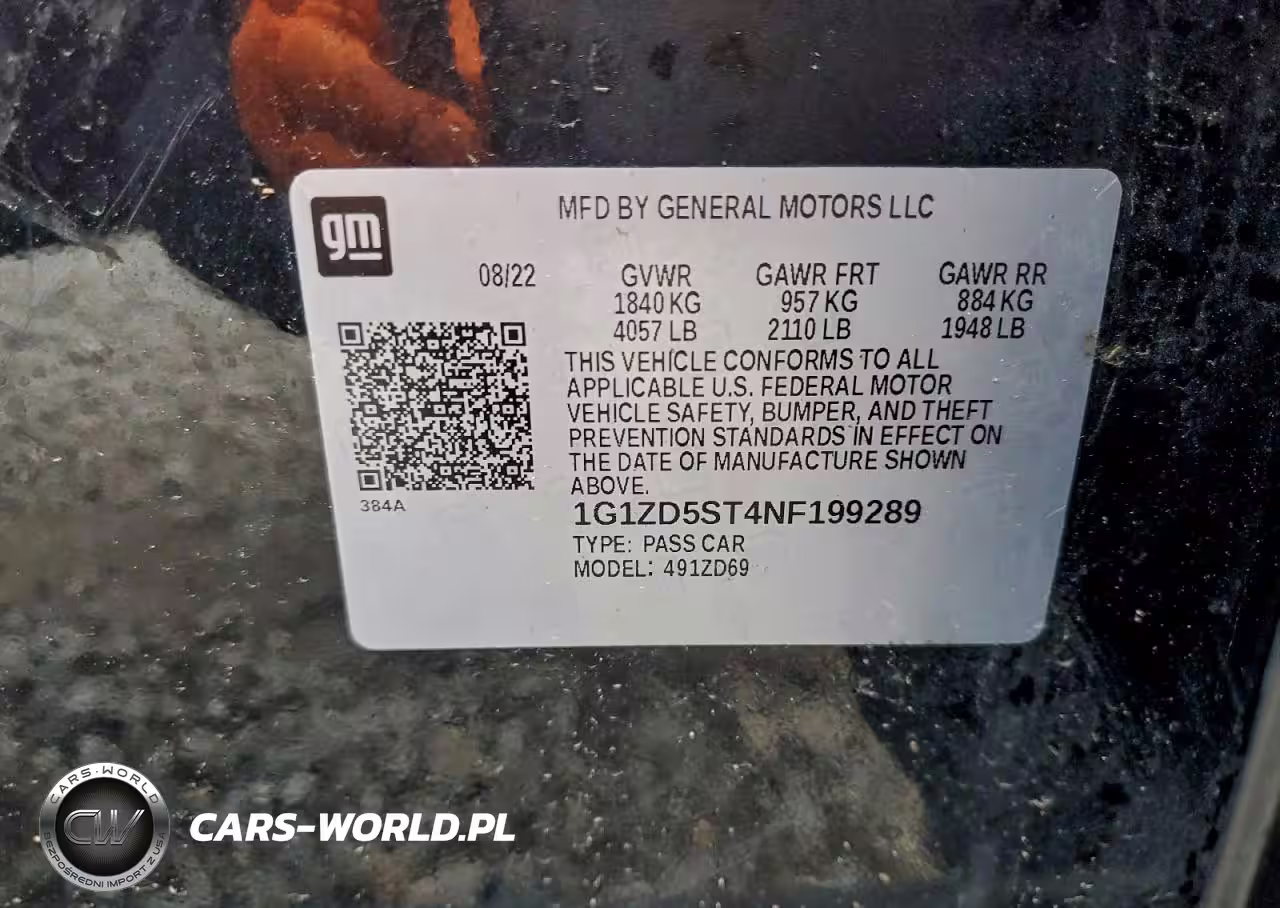 gm
MFD BY GENERAL MOTORS LLC
08/22 GVWR GAWR FRT GAWR RR
1840 KG 957 KG 884 KG
4057 LB 2110 LB 1948 LB
THIS VEHICLE CONFORMS TO ALL
APPLICABLE U.S. FEDERAL MOTOR
VEHICLE SAFETY, BUMPER, AND THEFT
PREVENTION STANDARDS IN EFFECT ON
THE DATE OF MANUFACTURE SHOWN
ABOVE.
384A
1G1ZD5ST4NF199289
TYPE: PASS CAR
MODEL: 491ZD69
CARS-WORLD
CW
BEZPOŚREDNI IMPORT Z USA
CARS-WORLD.PL